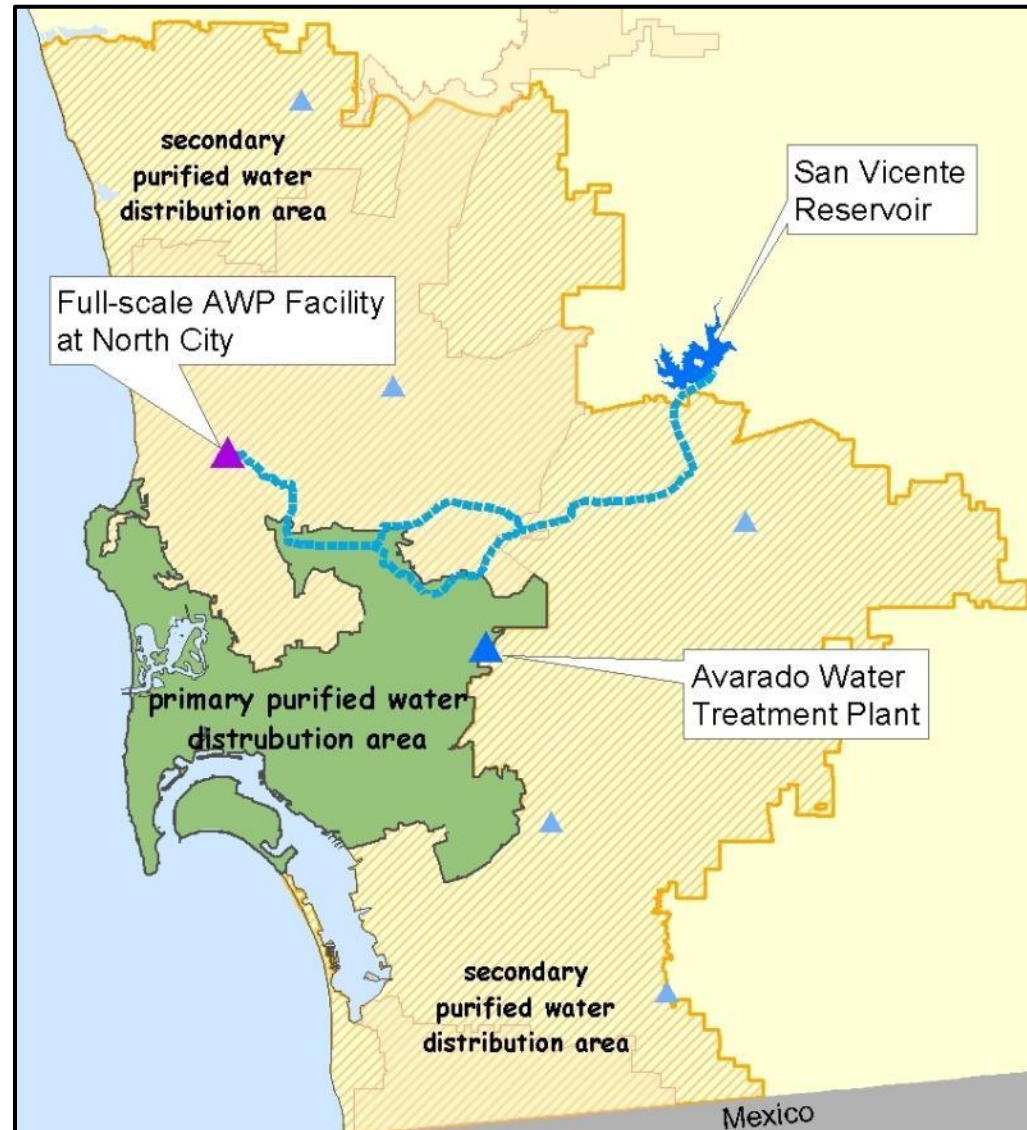 secondary
purified water
distribution area
San Vicente
Reservoir
Full-scale AWP Facility
at North City
Avarado Water
Treatment Plant
primary purified water
distrubution area
secondary
purified water
distribution area
Mexico